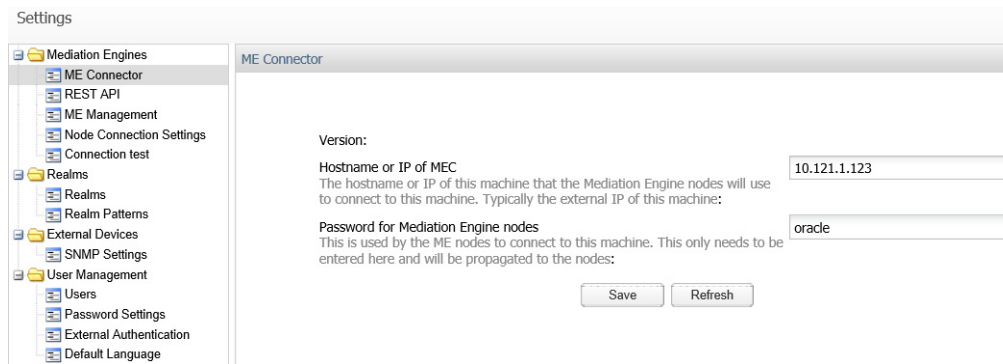 Settings
Mediation Engines
ME Connector
REST API
ME Management
Node Connection Settings
Connection test
Realms
Realms
Realm Patterns
External Devices
SNMP Settings
User Management
Users
Password Settings
External Authentication
Default Language
ME Connector
Version:
Hostname or IP of MEC
The hostname or IP of this machine that the Mediation Engine nodes will use
to connect to this machine. Typically the external IP of this machine:
10.121.1.123
Password for Mediation Engine nodes
This is used by the ME nodes to connect to this machine. This only needs to be
entered here and will be propagated to the nodes:
oracle
Save
Refresh